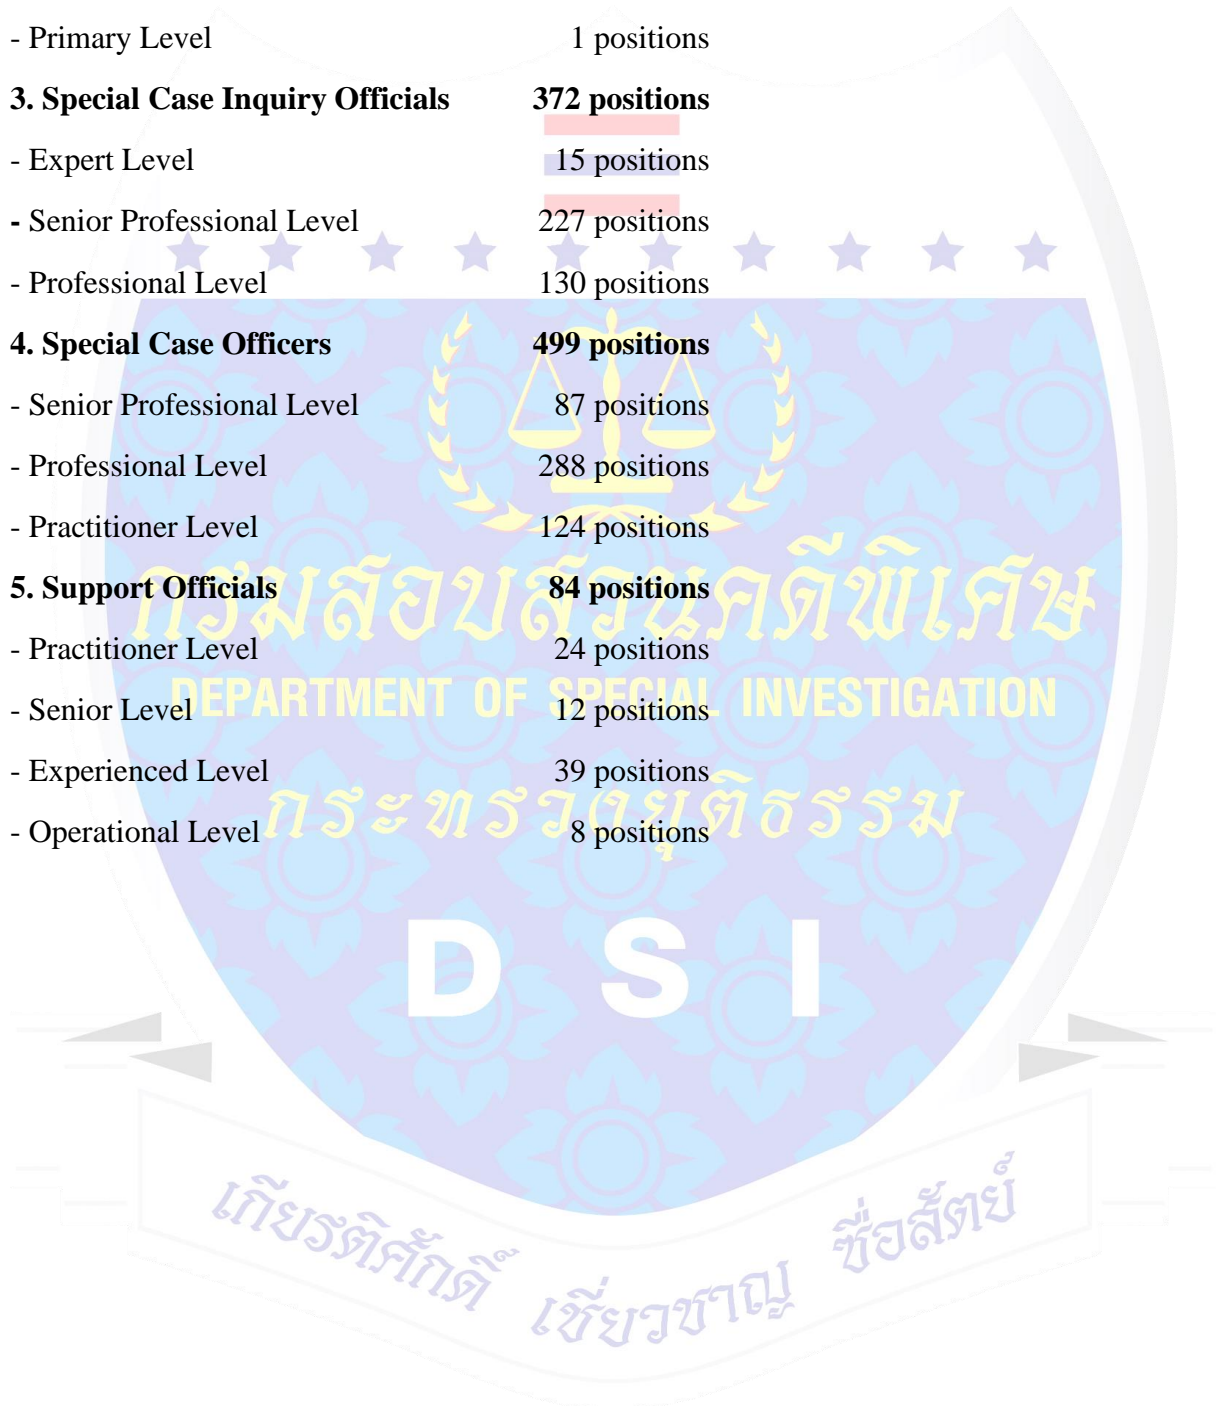 - Primary Level 1 positions
3. Special Case Inquiry Officials 372 positions
- Expert Level 15 positions
- Senior Professional Level 227 positions
- Professional Level 130 positions
4. Special Case Officers 499 positions
- Senior Professional Level 87 positions
- Professional Level 288 positions
- Practitioner Level 124 positions
5. Support Officials 84 positions
- Practitioner Level 24 positions
- Senior Level 12 positions
- Experienced Level 39 positions
- Operational Level 8 positions
กรมสอบสวนคดีพิเศษ
DEPARTMENT OF SPECIAL INVESTIGATION
กระทรวงยุติธรรม
D S I
เกียรติศักดิ์ เชี่ยวชาญ ซื่อสัตย์